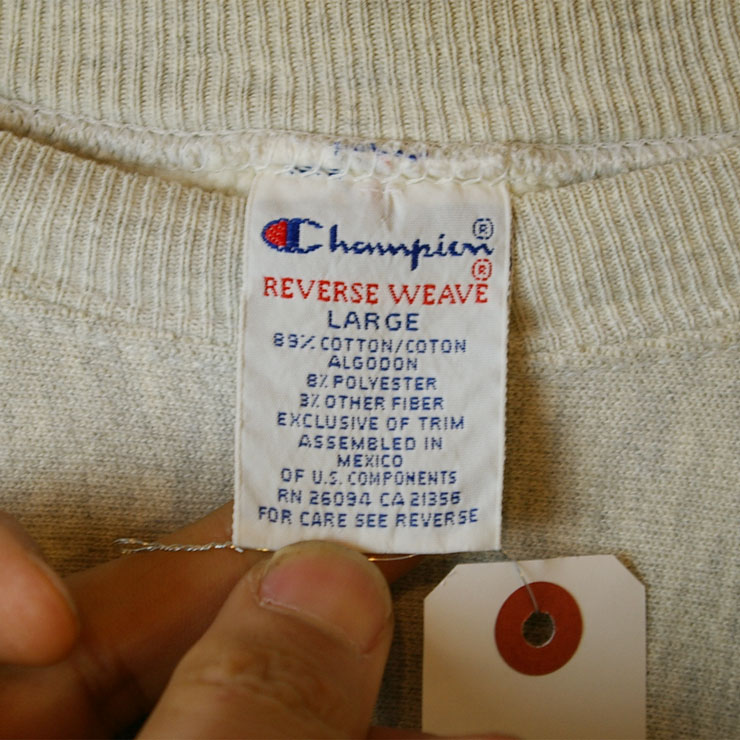 Champion®
REVERSE WEAVE®
LARGE
89% COTTON/COTON
ALGODON
8% POLYESTER
3% OTHER FIBER
EXCLUSIVE OF TRIM
ASSEMBLED IN
MEXICO
OF U.S. COMPONENTS
RN 26094 CA 21356
FOR CARE SEE REVERSE